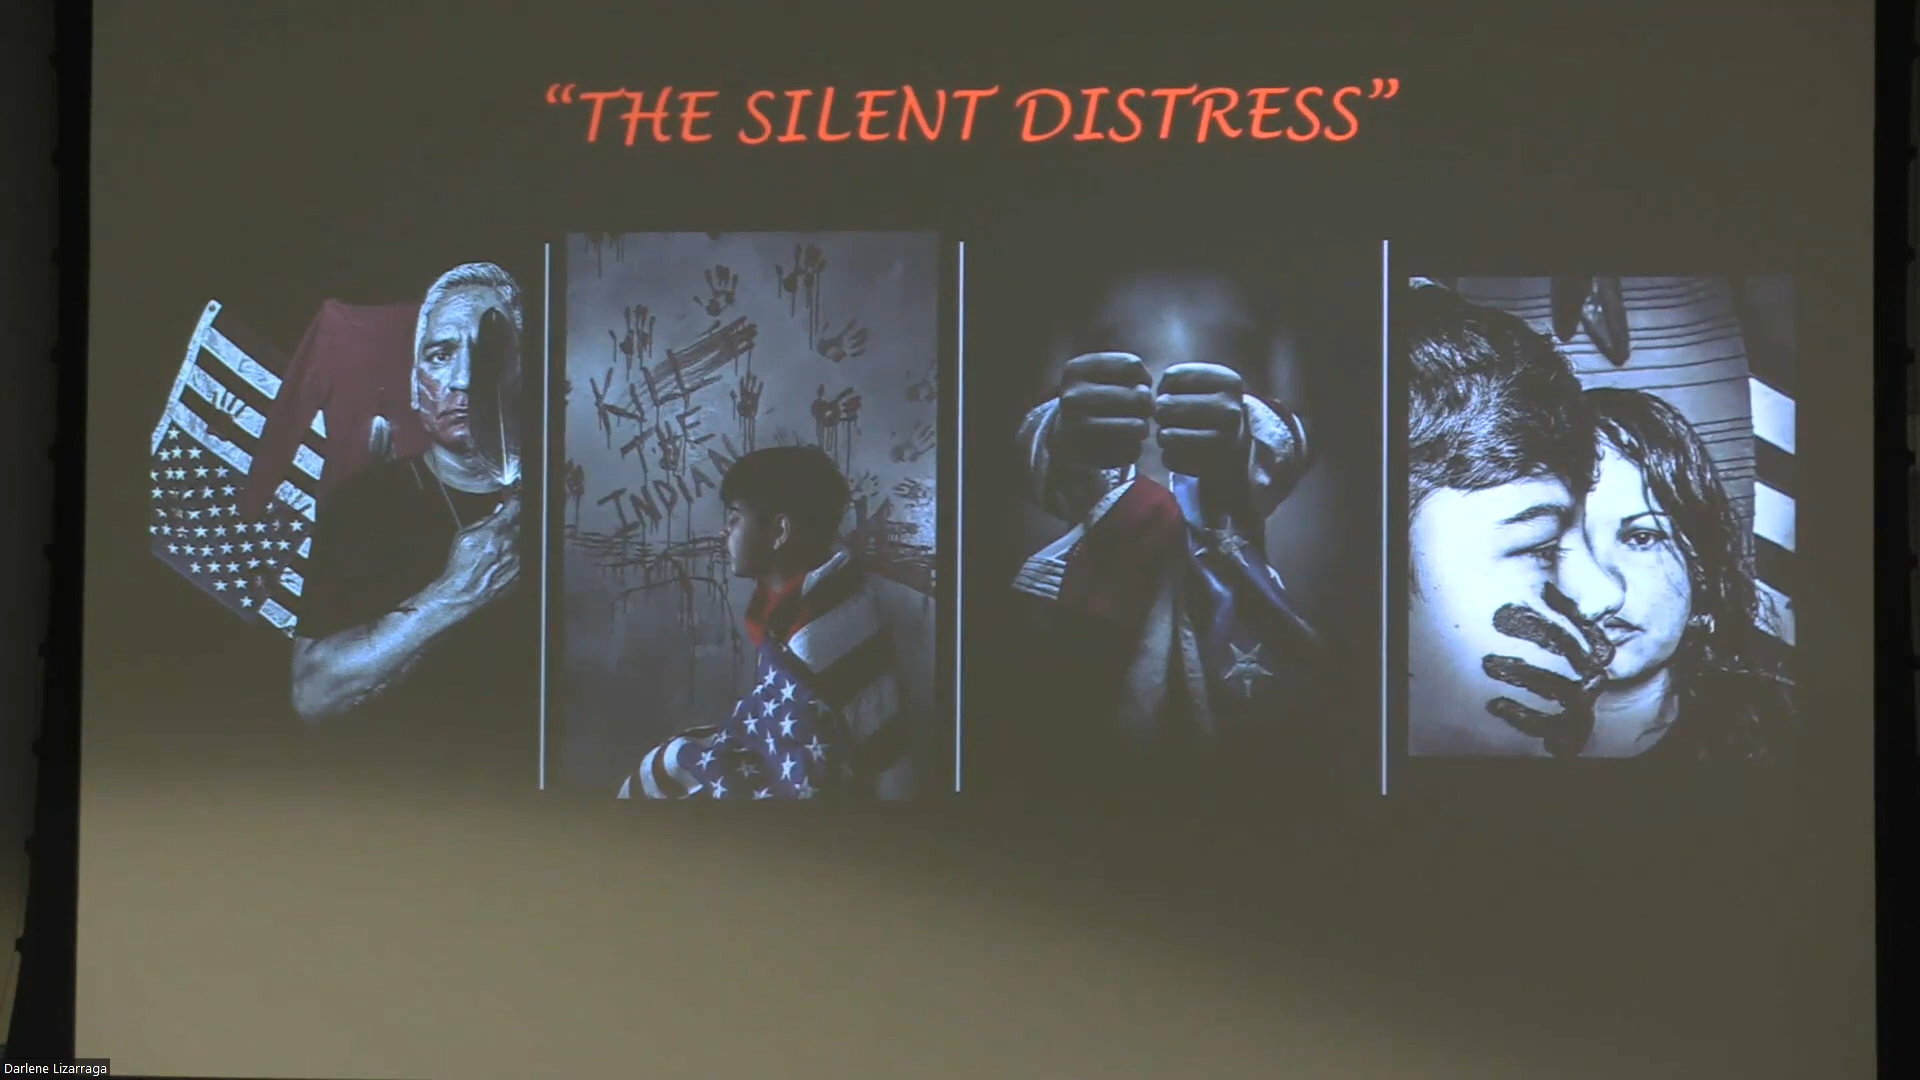 “THE SILENT DISTRESS”
KILL
THE
INDIAN
Darlene Lizarraga